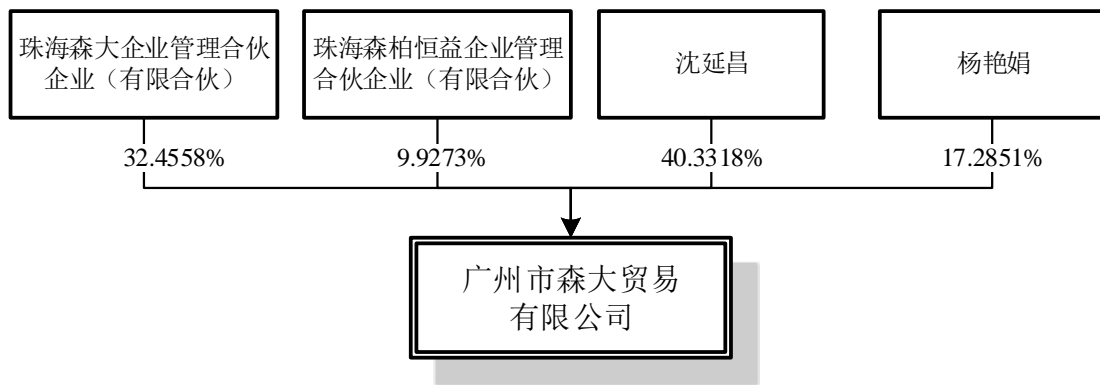 珠海森大企业管理合伙
企业（有限合伙）
珠海森柏恒益企业管理
合伙企业（有限合伙）
沈延昌
杨艳娟
32.4558%
9.9273%
40.3318%
17.2851%
广州市森大贸易
有限公司